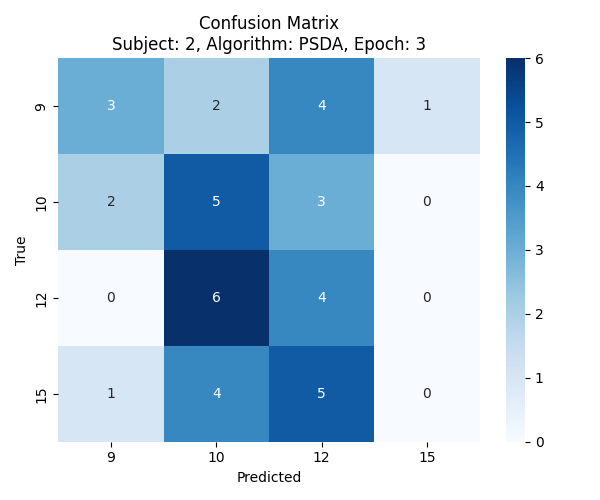 Confusion Matrix
Subject: 2, Algorithm: PSDA, Epoch: 3
9 3 2 4 1
10 2 5 3 0
12 0 6 4 0
15 1 4 5 0
9 10 12 15
Predicted
True
6
5
4
3
2
1
0